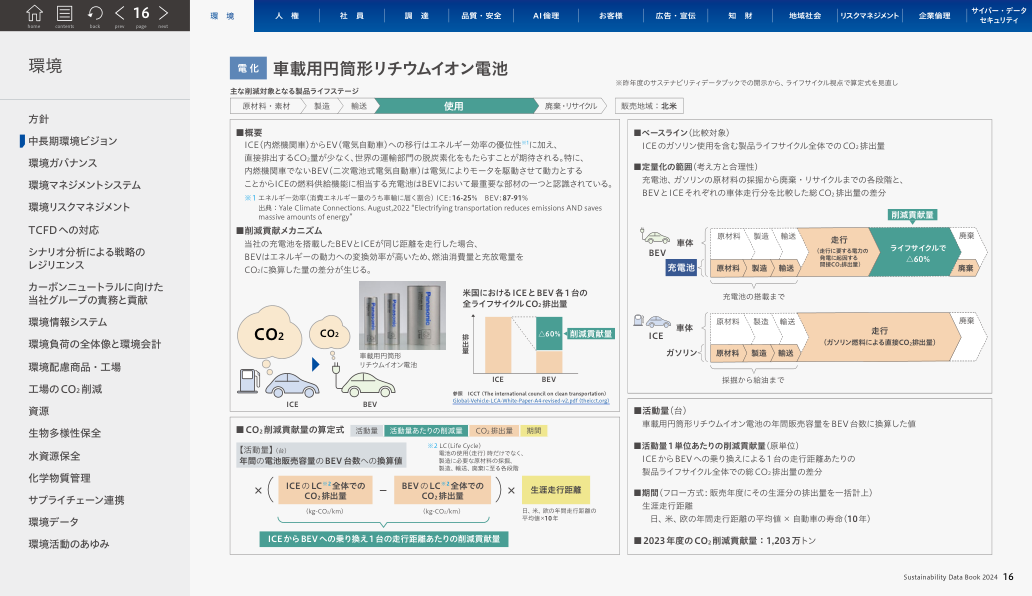 home
contents
back
prev
16
page
next
環 境
人 権
社 員
調 達
品質・安全
AI倫理
お客様
広告・宣伝
知 財
地域社会
リスクマネジメント
企業倫理
サイバー・データ
セキュリティ
環境
方針
中長期環境ビジョン
環境ガバナンス
環境マネジメントシステム
環境リスクマネジメント
TCFDへの対応
シナリオ分析による戦略の
レジリエンス
カーボンニュートラルに向けた
当社グループの責務と貢献
環境情報システム
環境負荷の全体像と環境会計
環境配慮商品・工場
工場のCO₂削減
資源
生物多様性保全
水資源保全
化学物質管理
サプライチェーン連携
環境データ
環境活動のあゆみ
電化 車載用円筒形リチウムイオン電池
※昨年度のサステナビリティデータブックでの開示から、ライフサイクル視点で算定式を見直し
主な削減対象となる製品ライフステージ
原材料・素材 製造 輸送 使用 廃棄・リサイクル 販売地域：北米
■概要
ICE（内燃機関車）からEV（電気自動車）への移行はエネルギー効率の優位性※1に加え、
直接排出するCO₂量が少なく、世界の運輸部門の脱炭素化をもたらすことが期待される。特に、
内燃機関車でないBEV（二次電池式電気自動車）は電気によりモータを駆動させて動力とする
ことからICEの燃料供給機能に相当する充電池はBEVにおいて最重要な部材の一つと認識されている。
※1 エネルギー効率（消費エネルギー量のうち車輪に届く割合） ICE：16-25% BEV：87-91%
出典：Yale Climate Connections. August,2022 "Electrifying transportation reduces emissions AND saves
massive amounts of energy"
■削減貢献メカニズム
当社の充電池を搭載したBEVとICEが同じ距離を走行した場合、
BEVはエネルギーの動力への変換効率が高いため、燃油消費量と充放電量を
CO₂に換算した量の差が生じる。
CO₂
CO₂
ICE
BEV
Panasonic
車載用円筒形
リチウムイオン電池
米国におけるICEとBEV各1台の
全ライフサイクルCO₂排出量
排出量
△60%
削減貢献量
ICE
BEV
参照 ICCT（The international council on clean transportation）
Global-Vehicle-LCA-White-Paper-A4-revised-v2.pdf (theicct.org)
■CO₂削減貢献量の算定式 活動量 活動量あたりの削減量 CO₂排出量 期間
【活動量】（台）
年間の電池販売容量のBEV台数への換算値
※2 LC（Life Cycle）
電池の使用（走行）時だけでなく、
製造に必要な原材料の採掘、
製造、輸送、廃棄に至る各段階
×（ ICEのLC※2全体での
CO₂排出量
－
BEVのLC※2全体での
CO₂排出量
）×
生涯走行距離
(kg-CO₂/km)
(kg-CO₂/km)
日、米、欧の年間走行距離の
平均値×10年
ICEからBEVへの乗り換え1台の走行距離あたりの削減貢献量
■ベースライン（比較対象）
ICEのガソリン使用を含む製品ライフサイクル全体でのCO₂排出量
■定量化の範囲（考え方と合理性）
充電池、ガソリンの原材料の採掘から廃棄・リサイクルまでの各段階と、
BEVとICEそれぞれの車体走行分を比較した総CO₂排出量の差分
削減貢献量
BEV
車体
充電池
原材料 製造 輸送
原材料 製造 輸送
走行
（走行に要する電力の
発電に起因する
間接CO₂排出量）
ライフサイクルで
△60%
廃棄
廃棄
充電池の搭載まで
ICE
車体
ガソリン
原材料 製造 輸送
原材料 製造 輸送
走行
（ガソリン燃料による直接CO₂排出量）
廃棄
採掘から給油まで
■活動量（台）
車載用円筒形リチウムイオン電池の年間販売容量をBEV台数に換算した値
■活動量1単位あたりの削減貢献量（原単位）
ICEからBEVへの乗り換えによる1台の走行距離あたりの
製品ライフサイクル全体での総CO₂排出量の差分
■期間（フロー方式：販売年度にその生涯分の排出量を一括計上）
生涯走行距離
日、米、欧の年間走行距離の平均値 × 自動車の寿命（10年）
■2023年度のCO₂削減貢献量：1,203万トン
Sustainability Data Book 2024 16